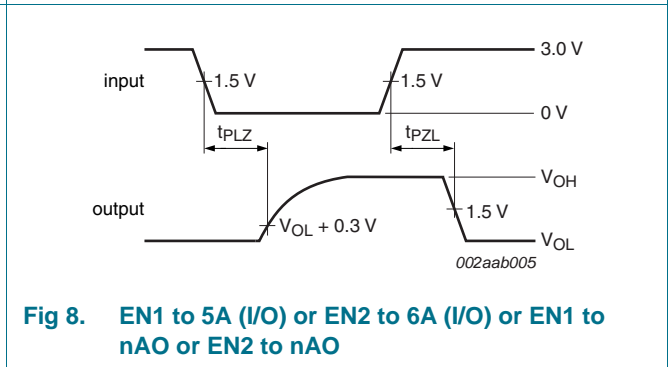 3.0 V
input
1.5 V
1.5 V
0 V
tPLZ
tPZL
VOH
output
1.5 V
VOL + 0.3 V
VOL
002aab005
Fig 8. EN1 to 5A (I/O) or EN2 to 6A (I/O) or EN1 to
nAO or EN2 to nAO